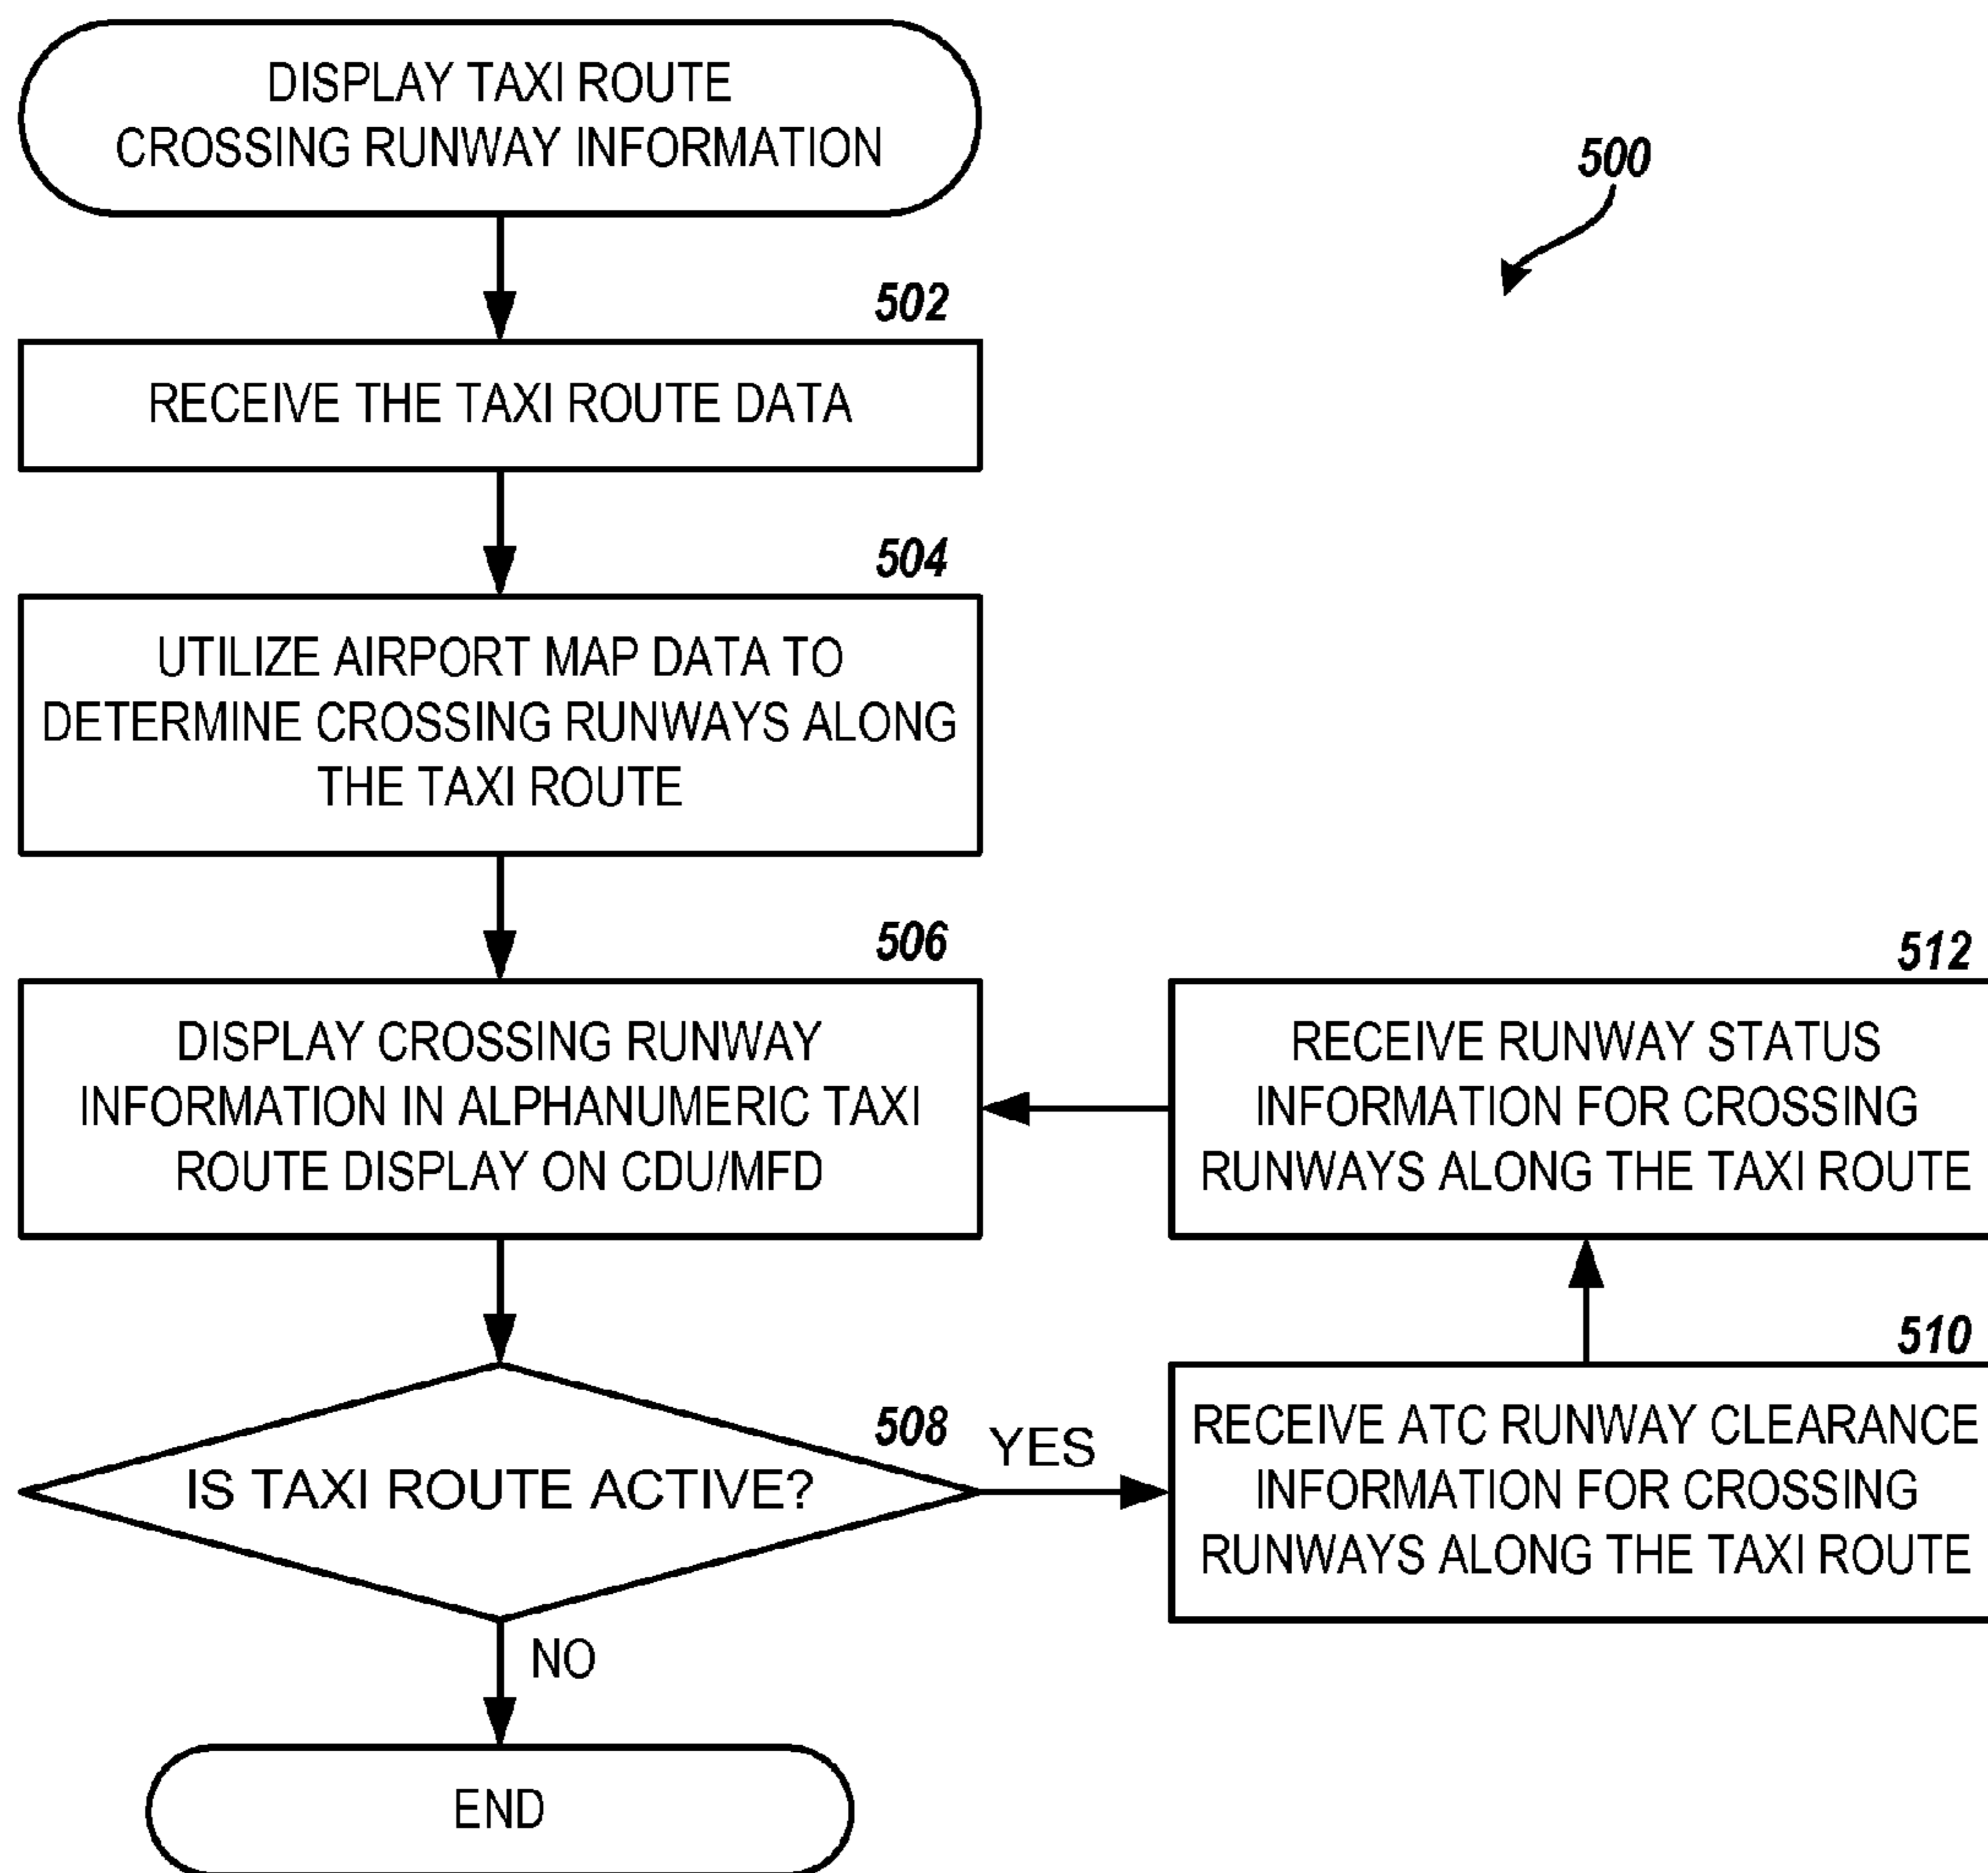 DISPLAY TAXI ROUTE
CROSSING RUNWAY INFORMATION
500
502
RECEIVE THE TAXI ROUTE DATA
504
UTILIZE AIRPORT MAP DATA TO
DETERMINE CROSSING RUNWAYS ALONG
THE TAXI ROUTE
506
DISPLAY CROSSING RUNWAY
INFORMATION IN ALPHANUMERIC TAXI
ROUTE DISPLAY ON CDU/MFD
512
RECEIVE RUNWAY STATUS
INFORMATION FOR CROSSING
RUNWAYS ALONG THE TAXI ROUTE
508
IS TAXI ROUTE ACTIVE?
YES
510
RECEIVE ATC RUNWAY CLEARANCE
INFORMATION FOR CROSSING
RUNWAYS ALONG THE TAXI ROUTE
NO
END